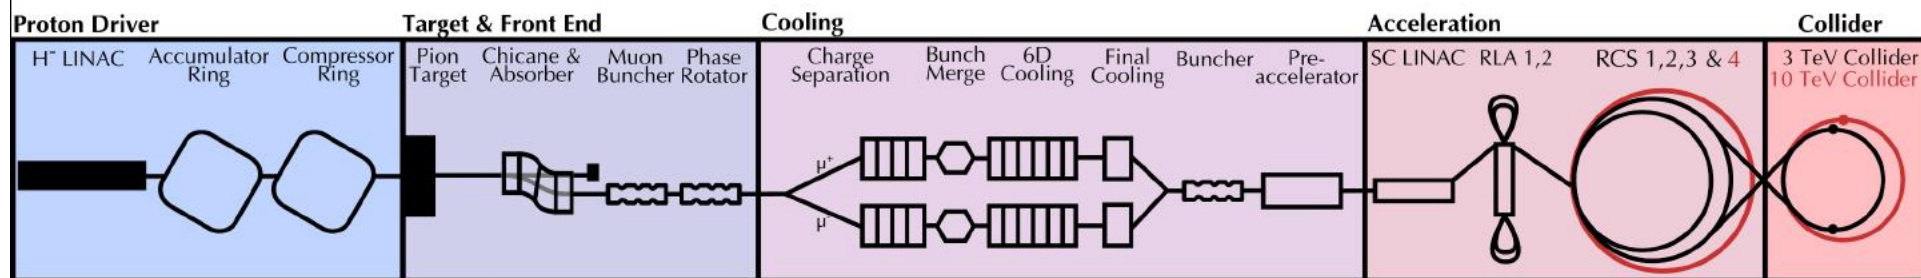 Proton Driver
Target & Front End
Cooling
Acceleration
Collider
H⁻ LINAC
Accumulator
Ring
Compressor
Ring
Pion
Target
Chicane &
Absorber
Muon
Buncher
Phase
Rotator
Charge
Separation
Bunch
Merge
6D
Cooling
Final
Cooling
Buncher
Pre-
accelerator
SC LINAC
RLA 1,2
RCS 1,2,3 & 4
3 TeV Collider
10 TeV Collider
μ⁺
μ⁻